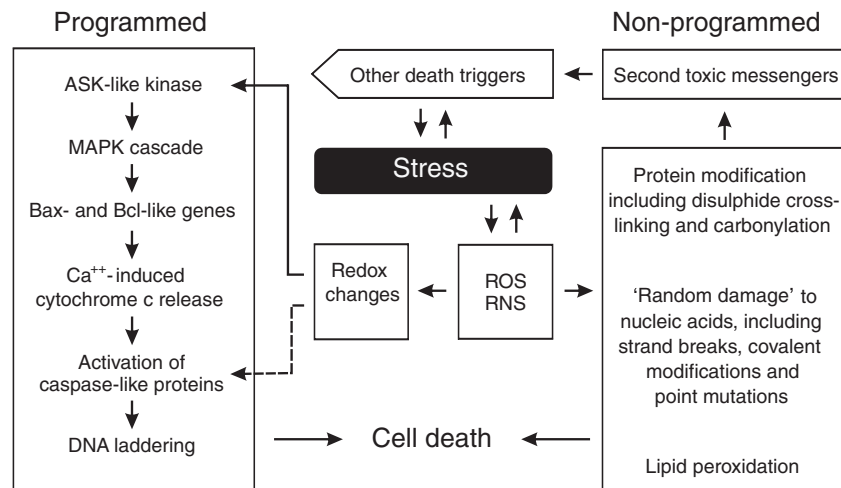 Programmed
ASK-like kinase
MAPK cascade
Bax- and Bcl-like genes
Ca++-induced
cytochrome c release
Activation of
caspase-like proteins
DNA laddering
Other death triggers
Stress
Redox
changes
ROS
RNS
Cell death
Non-programmed
Second toxic messengers
Protein modification
including disulphide cross-
linking and carbonylation
‘Random damage’ to
nucleic acids, including
strand breaks, covalent
modifications and
point mutations
Lipid peroxidation